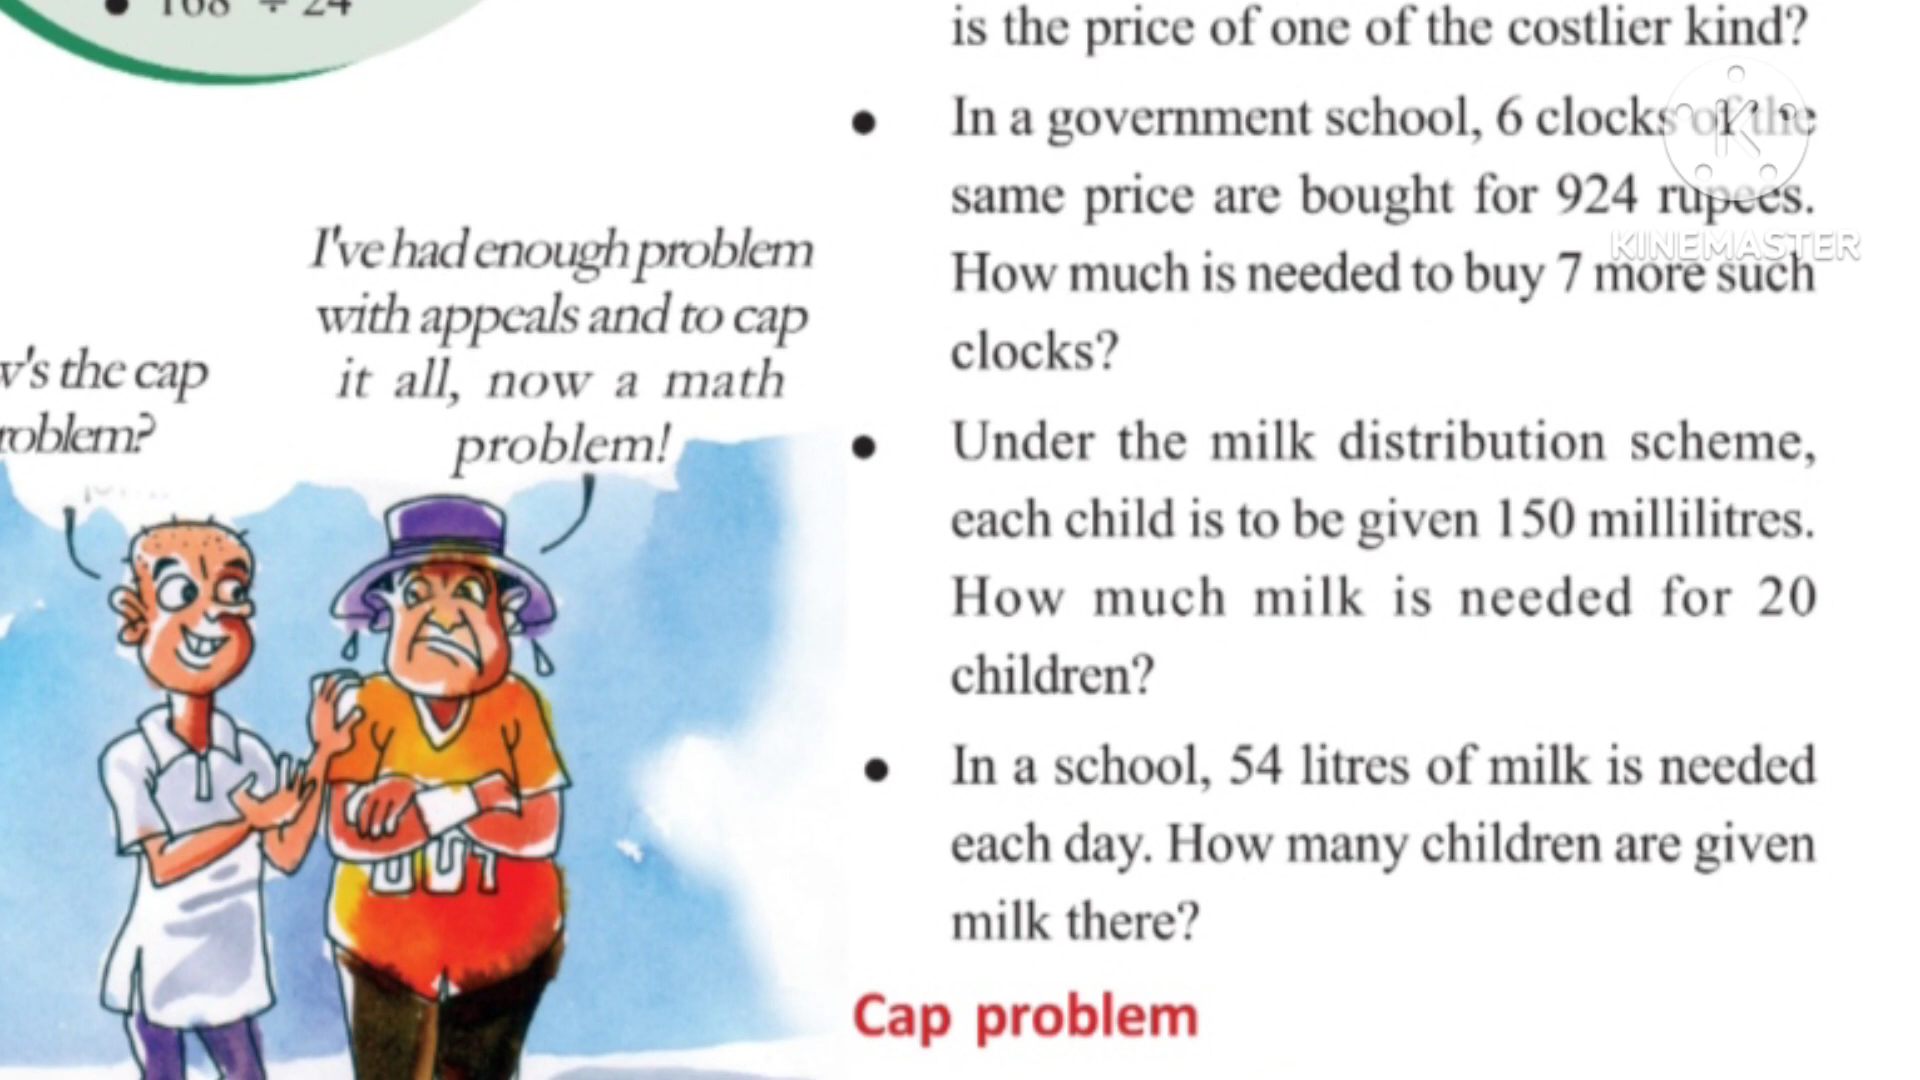 168 ÷ 24
is the price of one of the costlier kind?
In a government school, 6 clocks of the
same price are bought for 924 rupees.
How much is needed to buy 7 more such
clocks?
Under the milk distribution scheme,
each child is to be given 150 millilitres.
How much milk is needed for 20
children?
In a school, 54 litres of milk is needed
each day. How many children are given
milk there?
Cap problem
I've had enough problem
with appeals and to cap
it all, now a math
problem!
the cap
KINEMASTER